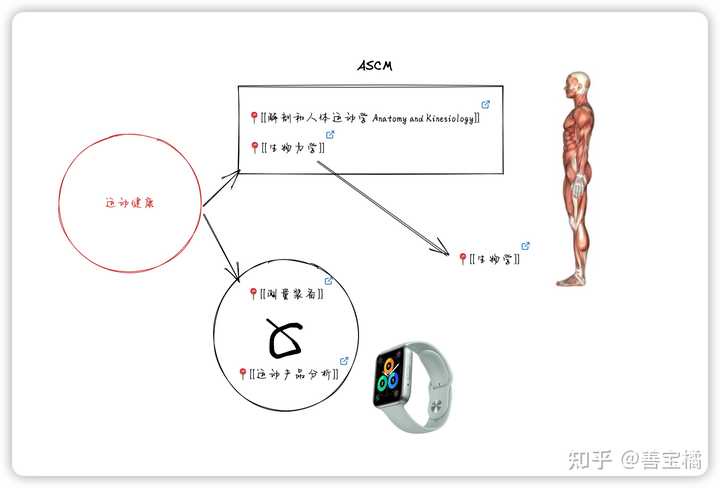 ASCM
[[解剖和人体运动学 Anatomy and Kinesiology]]
[[生物力学]]
运动健康
[[生物学]]
[[测量装备]]
[[运动产品分析]]
知乎 @善宝橘